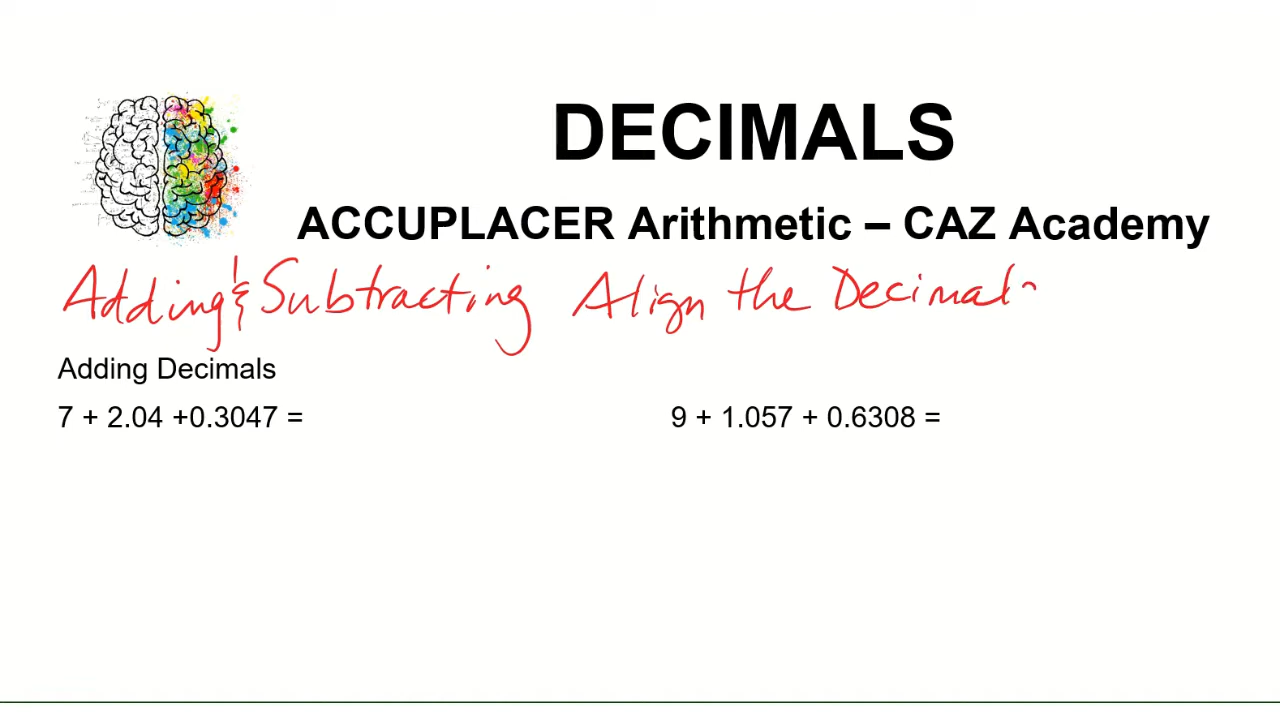 DECIMALS
ACCUPLACER Arithmetic – CAZ Academy
Adding & Subtracting Align the Decimal
Adding Decimals
7 + 2.04 +0.3047 =
9 + 1.057 + 0.6308 =